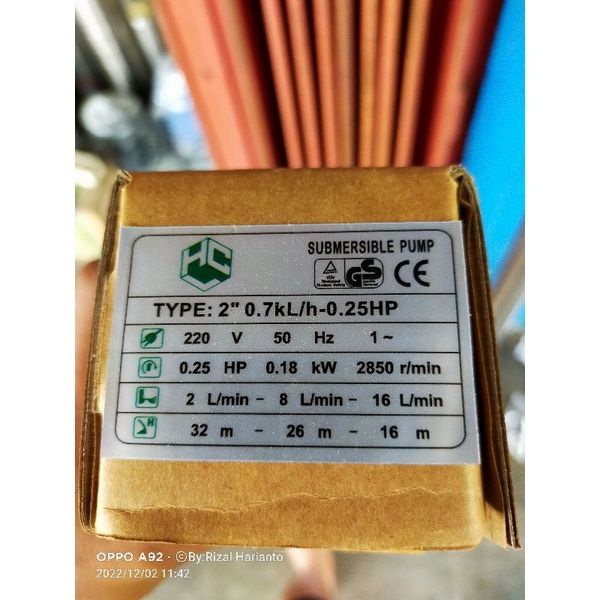 HC
SUBMERSIBLE PUMP
GS CE
TYPE: 2" 0.7kL/h-0.25HP
220 V 50 Hz 1~
0.25 HP 0.18 kW 2850 r/min
2 L/min - 8 L/min - 16 L/min
H 32 m - 26 m - 16 m
OPPO A92 · ©By:Rizal Harianto
2022/12/02 11:42